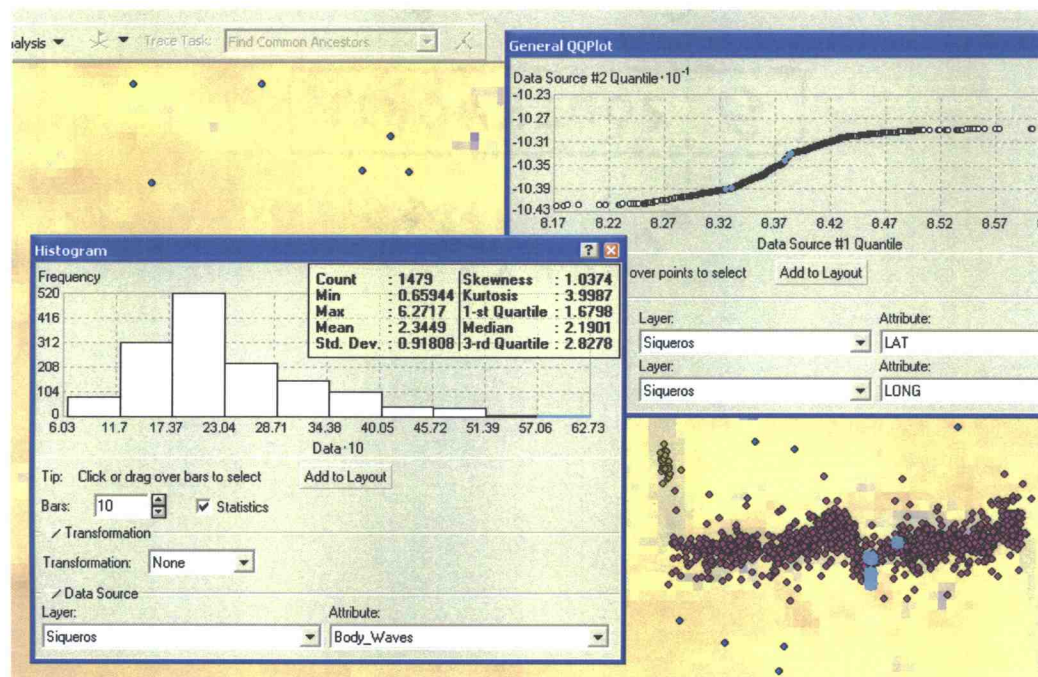 nalysis
Trace Task: Find Common Ancestors
General QQPlot
Data Source #2 Quantile·10^-1
-10.23
-10.27
-10.31
-10.35
-10.39
-10.43
8.17 8.22 8.27 8.32 8.37 8.42 8.47 8.52 8.57
Data Source #1 Quantile
over points to select Add to Layout
Layer: Attribute:
Siqueros LAT
Layer: Attribute:
Siqueros LONG
Histogram
Frequency
520
416
312
208
104
0
6.03 11.7 17.37 23.04 28.71 34.38 40.05 45.72 51.39 57.06 62.73
Data·10
Count : 1479 Skewness : 1.0374
Min : 0.65944 Kurtosis : 3.9987
Max : 6.2717 1-st Quartile : 1.6798
Mean : 2.3449 Median : 2.1901
Std. Dev. : 0.91808 3-rd Quartile : 2.8278
Tip: Click or drag over bars to select Add to Layout
Bars: 10 Statistics
Transformation
Transformation: None
Data Source
Layer: Attribute:
Siqueros Body_Waves